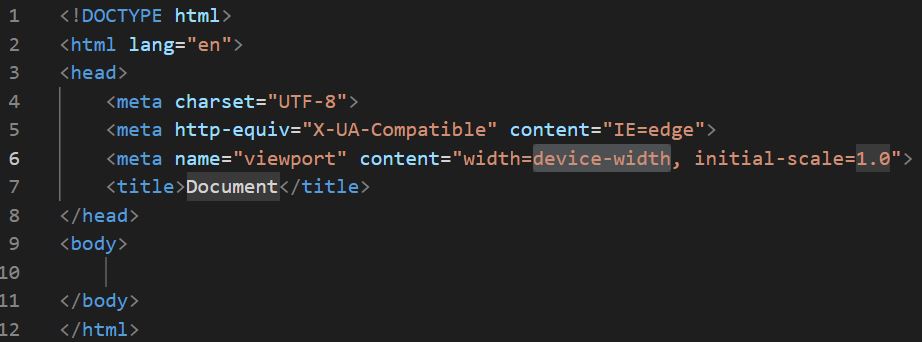 1 <!DOCTYPE html>
2 <html lang="en">
3 <head>
4     <meta charset="UTF-8">
5     <meta http-equiv="X-UA-Compatible" content="IE=edge">
6     <meta name="viewport" content="width=device-width, initial-scale=1.0">
7     <title>Document</title>
8 </head>
9 <body>
10
11 </body>
12 </html>